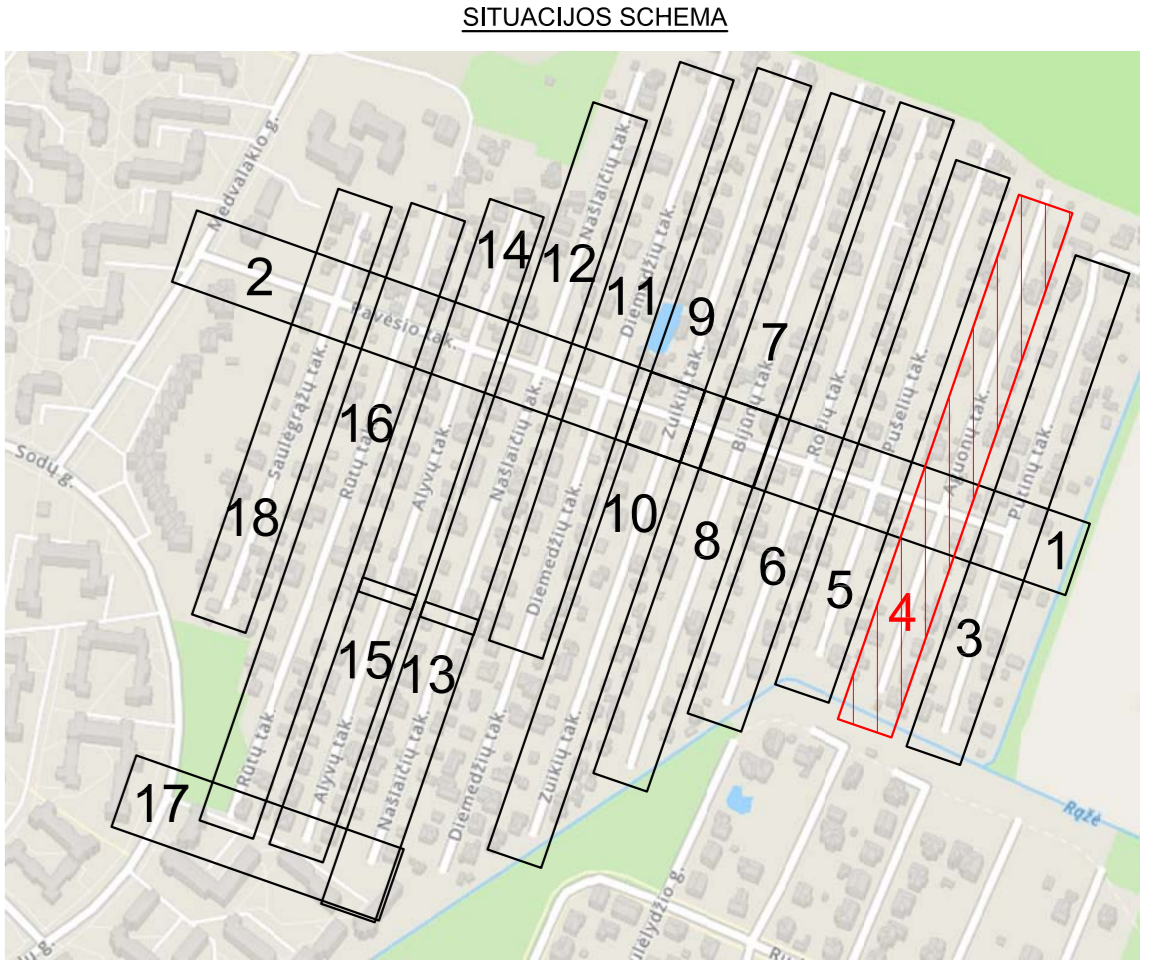 SITUACIJOS SCHEMA
Medvalakio g.
Našlaičių tak.
14
12
2
11
Diemedžių tak.
9
7
Pavėsio tak.
Zuikių tak.
Bijūnų tak.
Rožių tak.
Pušelių tak.
Aguonų tak.
Putinų tak.
16
Saulėgrąžų tak.
Rūtų tak.
Alyvų tak.
Našlaičių tak.
Sodų g.
18
10
8
6
5
1
Diemedžių tak.
4
3
15
13
Rūtų tak.
Alyvų tak.
Našlaičių tak.
Diemedžių tak.
Zuikių tak.
17
Rąžė